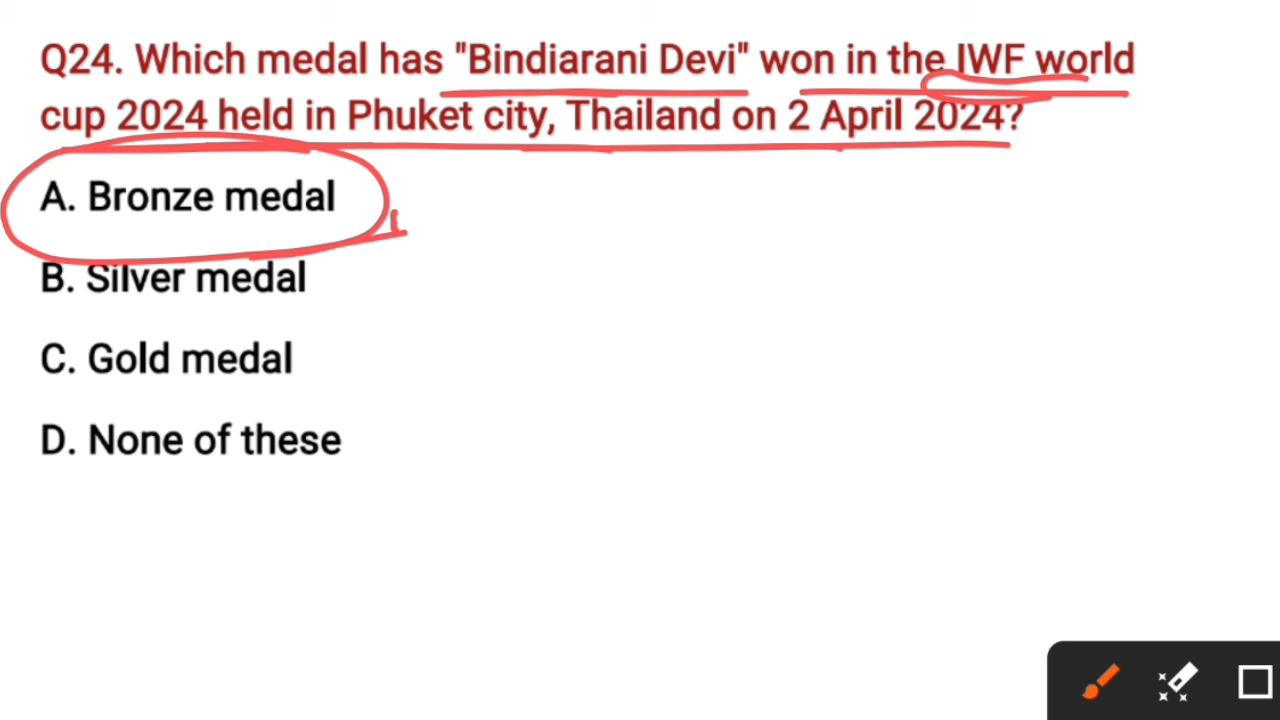 Q24. Which medal has "Bindiarani Devi" won in the IWF world
cup 2024 held in Phuket city, Thailand on 2 April 2024?
A. Bronze medal
B. Silver medal
C. Gold medal
D. None of these